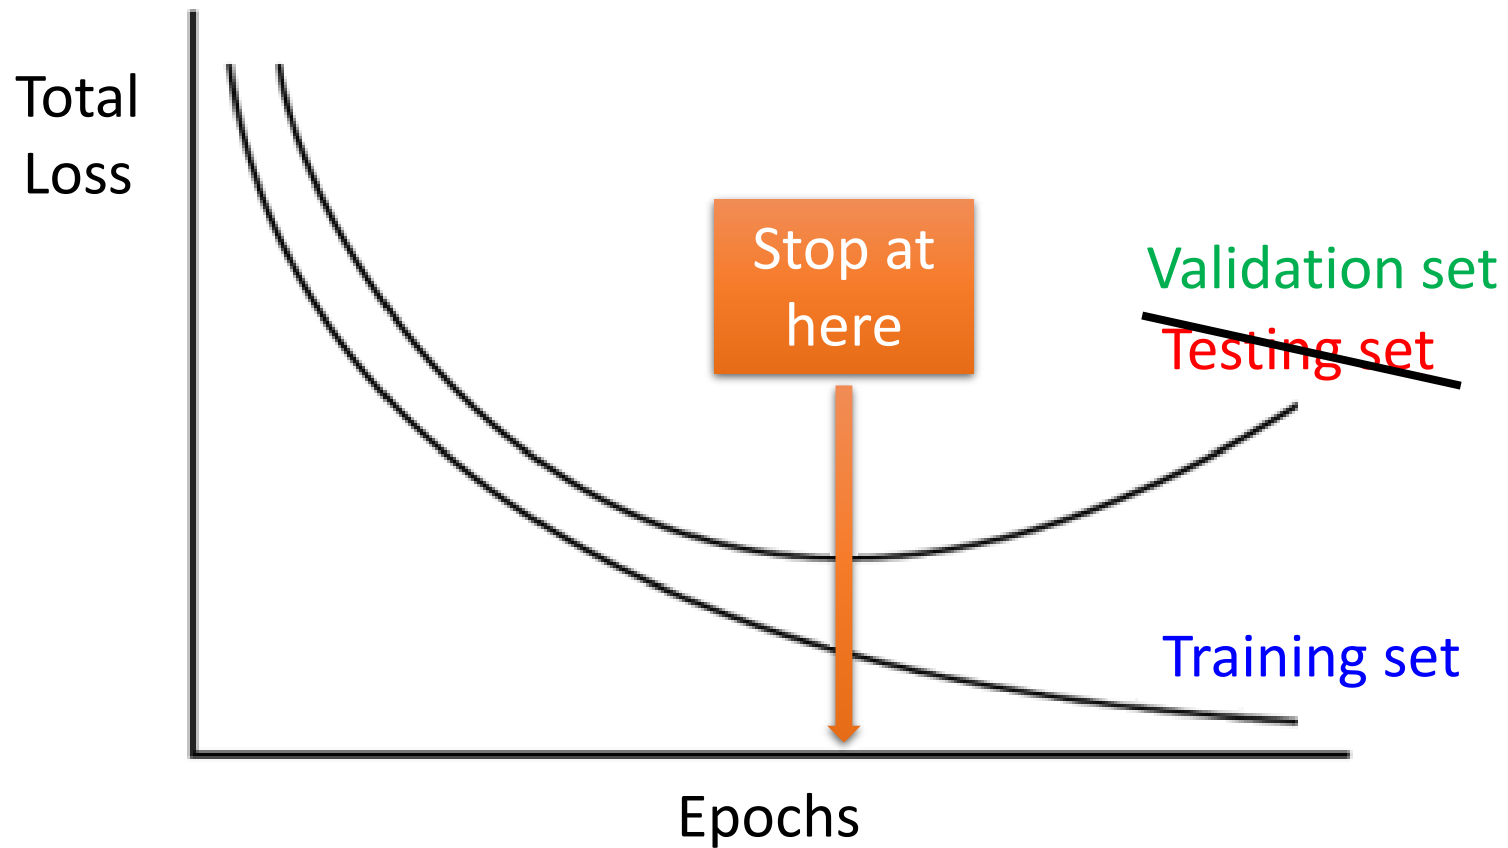 Total
Loss
Stop at
here
Validation set
Testing set
Training set
Epochs